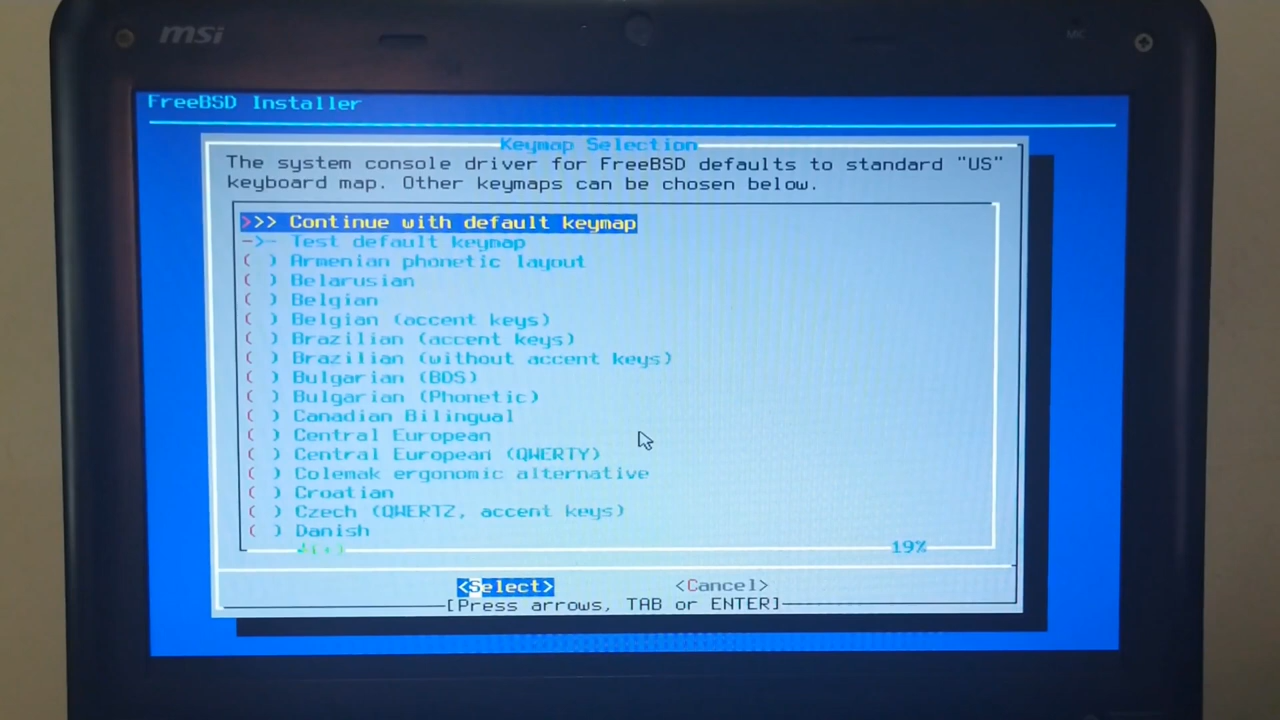 msi
MIC
FreeBSD Installer
Keymap Selection
The system console driver for FreeBSD defaults to standard "US"
keyboard map. Other keymaps can be chosen below.
>>> Continue with default keymap
->- Test default keymap
( ) Armenian phonetic layout
( ) Belarusian
( ) Belgian
( ) Belgian (accent keys)
( ) Brazilian (accent keys)
( ) Brazilian (without accent keys)
( ) Bulgarian (BDS)
( ) Bulgarian (Phonetic)
( ) Canadian Bilingual
( ) Central European
( ) Central European (QWERTY)
( ) Colemak ergonomic alternative
( ) Croatian
( ) Czech (QWERTZ, accent keys)
( ) Danish
↓(+) 19%
<Select> <Cancel>
[Press arrows, TAB or ENTER]